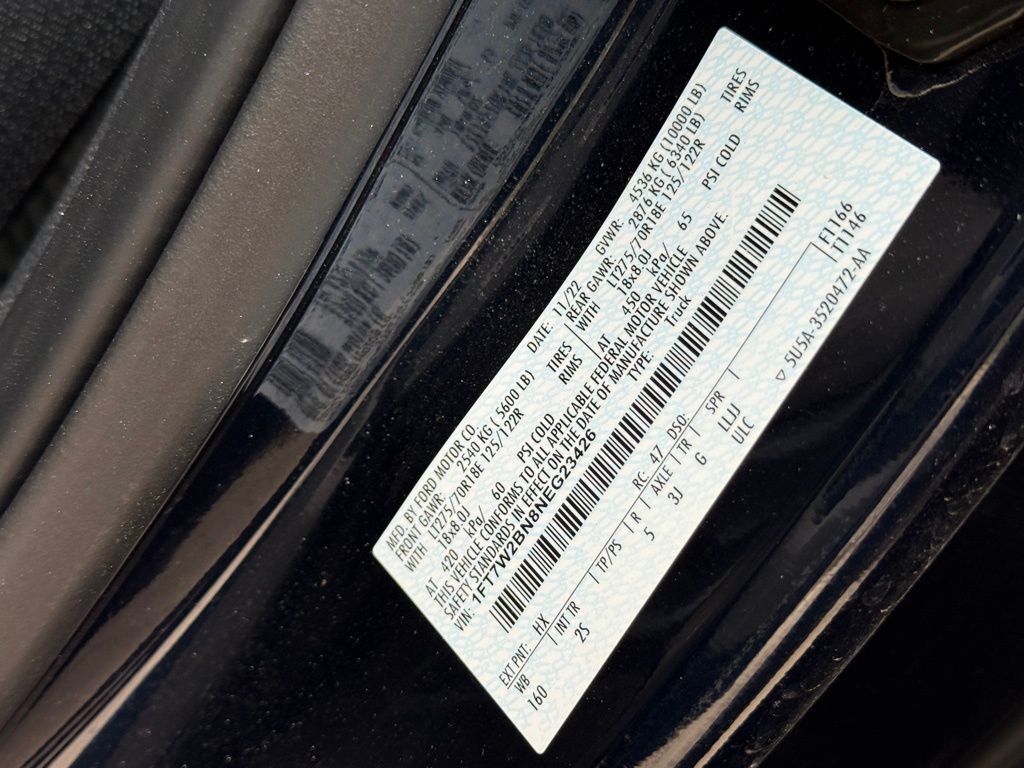 MFD. BY FORD MOTOR CO.
DATE: 11/22 GVWR: 4536 KG (10000 LB)
FRONT GAWR: 2540 KG ( 5600 LB) REAR GAWR: 2876 KG ( 6340 LB)
WITH LT275/70R18E 125/122R TIRES WITH LT275/70R18E 125/122R TIRES
18x8.0J RIMS 18x8.0J RIMS
AT 420 kPa/ 60 PSI COLD AT 450 kPa/ 65 PSI COLD
THIS VEHICLE CONFORMS TO ALL APPLICABLE FEDERAL MOTOR VEHICLE
SAFETY STANDARDS IN EFFECT ON THE DATE OF MANUFACTURE SHOWN ABOVE.
VIN: 1FT7W2BN8NEG23426 TYPE: Truck
EXT PNT: HX RC: 47 DSO: F1166
WB INT TR TP/PS R AXLE TR SPR T1146
160 2S 5 3J G LLJJ
ULC
▽ 5U5A-3520472-AA